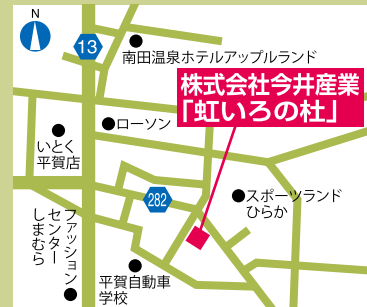 N
13
南田温泉ホテルアップルランド
株式会社今井産業
「虹いろの杜」
ローソン
いとく
平賀店
282
スポーツランド
ひらか
ファッション
センター
しまむら
平賀自動車
学校